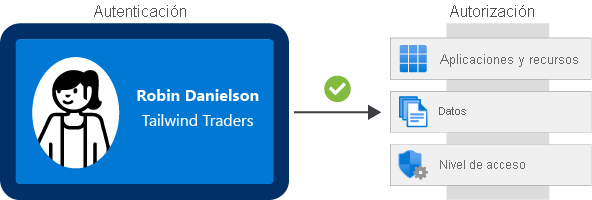 Autenticación
Autorización
Robin Danielson
Tailwind Traders
Aplicaciones y recursos
Datos
Nivel de acceso